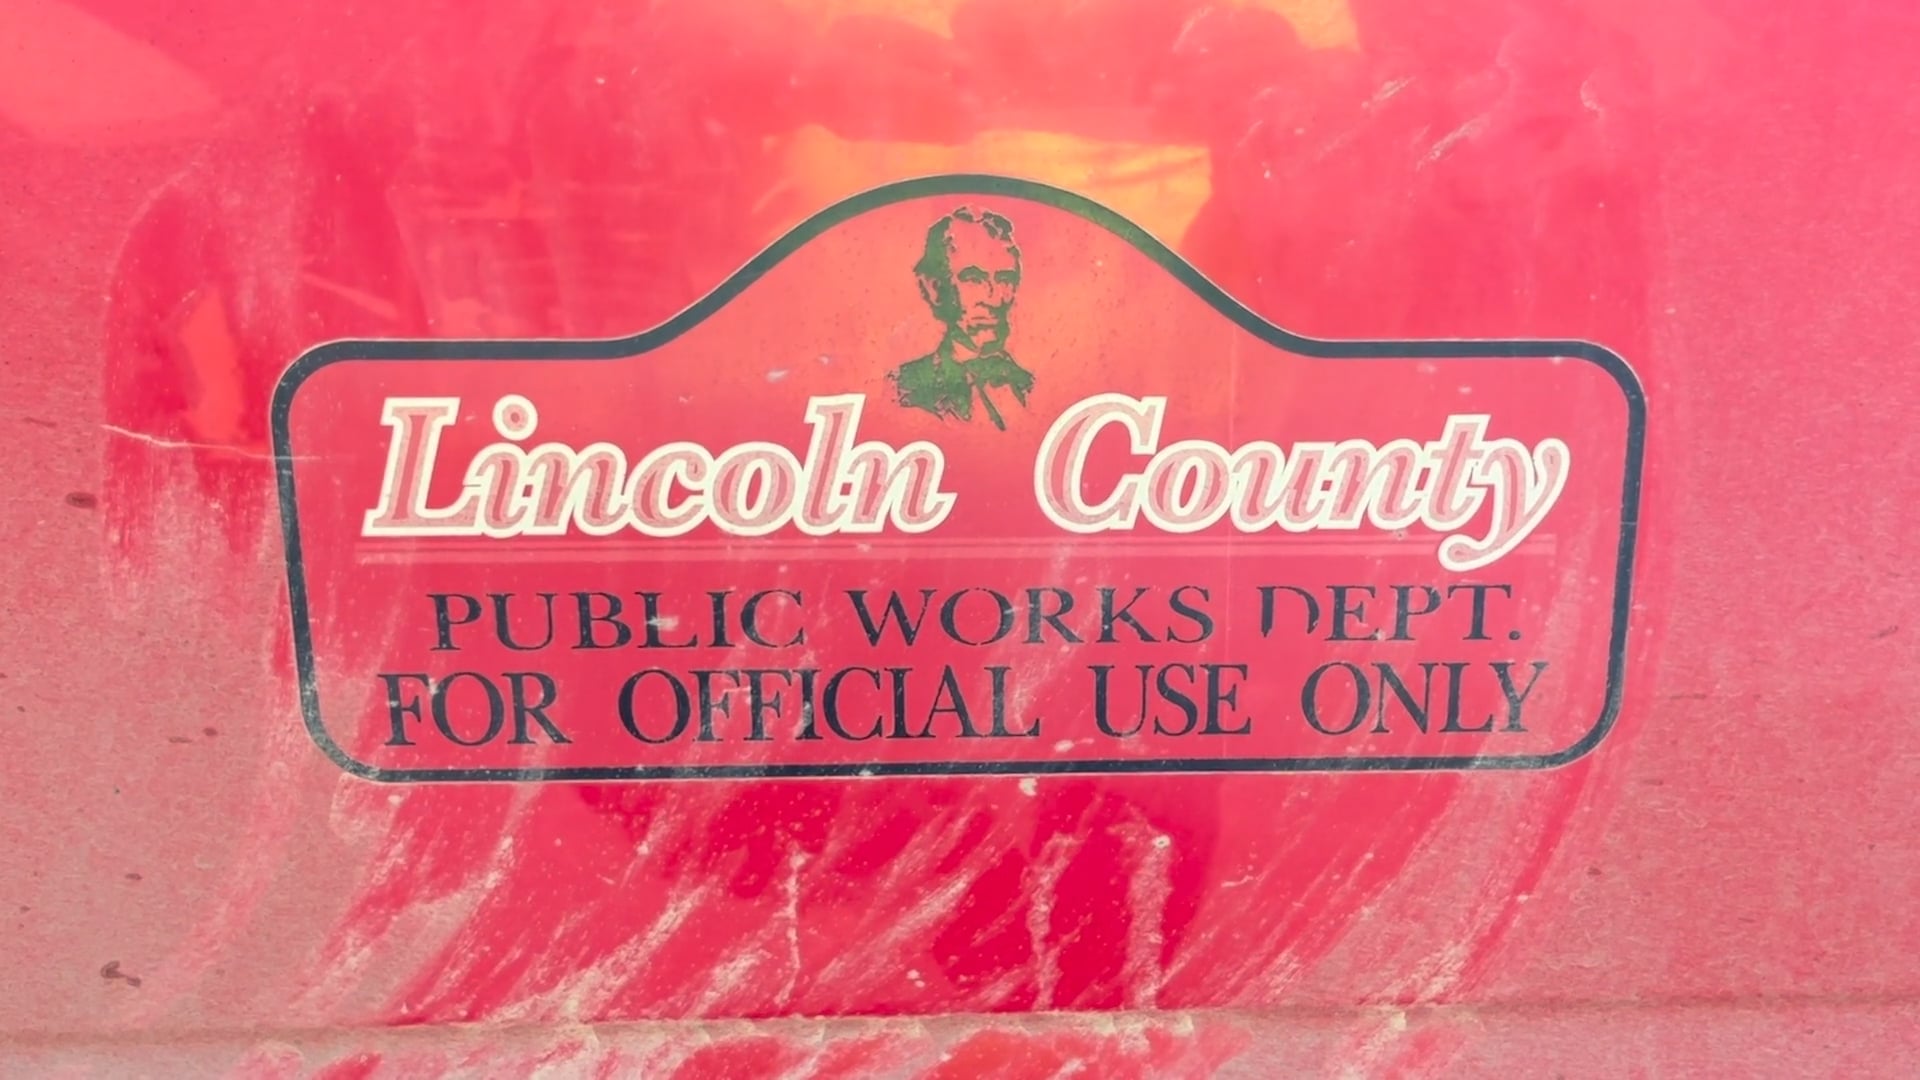 Lincoln County
PUBLIC WORKS DEPT.
FOR OFFICIAL USE ONLY